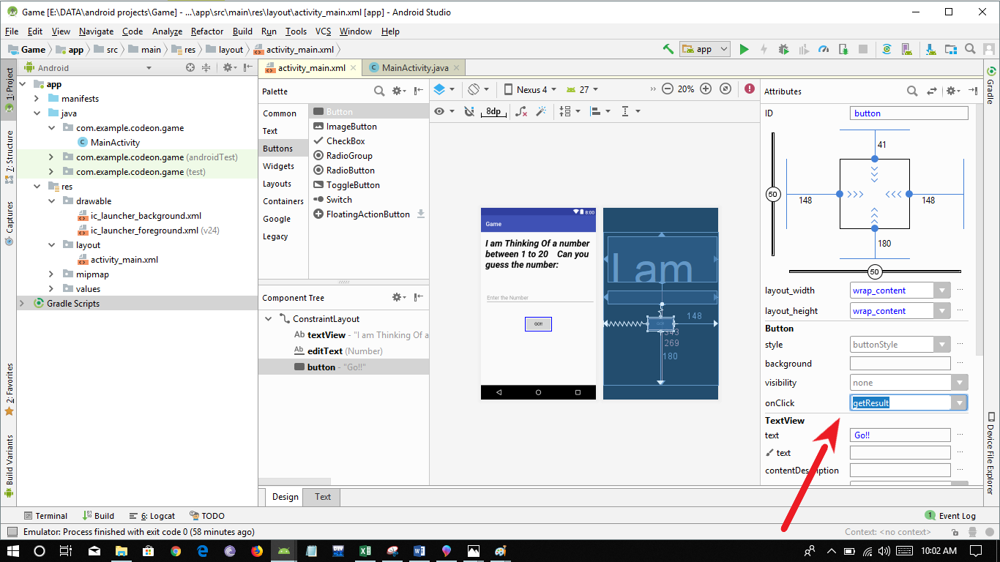 Game [E:\DATA\android projects\Game] - ...\app\src\main\res\layout\activity_main.xml [app] - Android Studio
File Edit View Navigate Code Analyze Refactor Build Run Tools VCS Window Help
Game app src main res layout activity_main.xml app
1: Project
7: Structure
Captures
2: Favorites
Build Variants
Android
app
manifests
java
com.example.codeon.game
MainActivity
com.example.codeon.game (androidTest)
com.example.codeon.game (test)
res
drawable
ic_launcher_background.xml
ic_launcher_foreground.xml (v24)
layout
activity_main.xml
mipmap
values
Gradle Scripts
activity_main.xml MainActivity.java
Palette
Common
Text
Buttons
Widgets
Layouts
Containers
Google
Legacy
Button
ImageButton
CheckBox
RadioGroup
RadioButton
ToggleButton
Switch
FloatingActionButton
Component Tree
ConstraintLayout
Ab textView - "I am Thinking Of a
Ab editText (Number)
button - "Go!!"
Nexus 4 27 20%
8dp
8:00
Game
I am Thinking Of a number
between 1 to 20 Can you
guess the number:
Enter the Number
GO!!
I am
GO!!
148
343
269
180
Attributes
ID button
41
50
148 148
180
50
layout_width wrap_content
layout_height wrap_content
Button
style buttonStyle
background
visibility none
onClick getResult
TextView
text Go!!
text
contentDescription
Gradle
Device File Explorer
Design Text
Terminal Build 6: Logcat TODO 1 Event Log
Emulator: Process finished with exit code 0 (58 minutes ago) Context: <no context>
10:02 AM